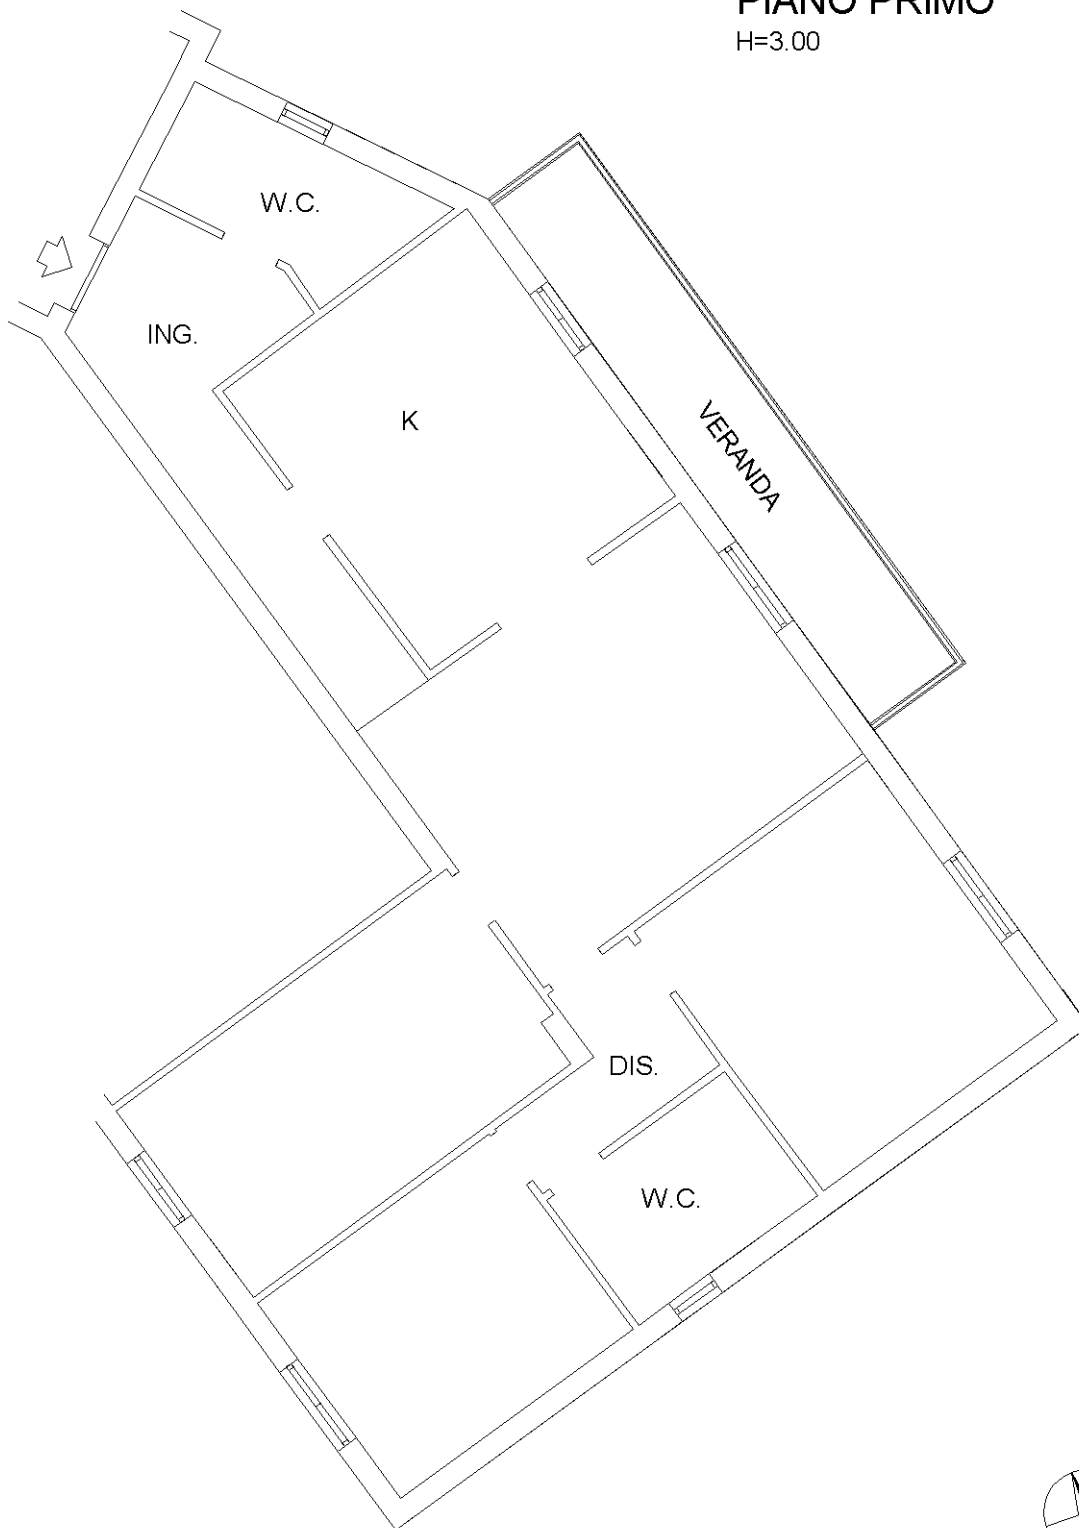 PIANO PRIMO
H=3.00
W.C.
ING.
K
VERANDA
DIS.
W.C.